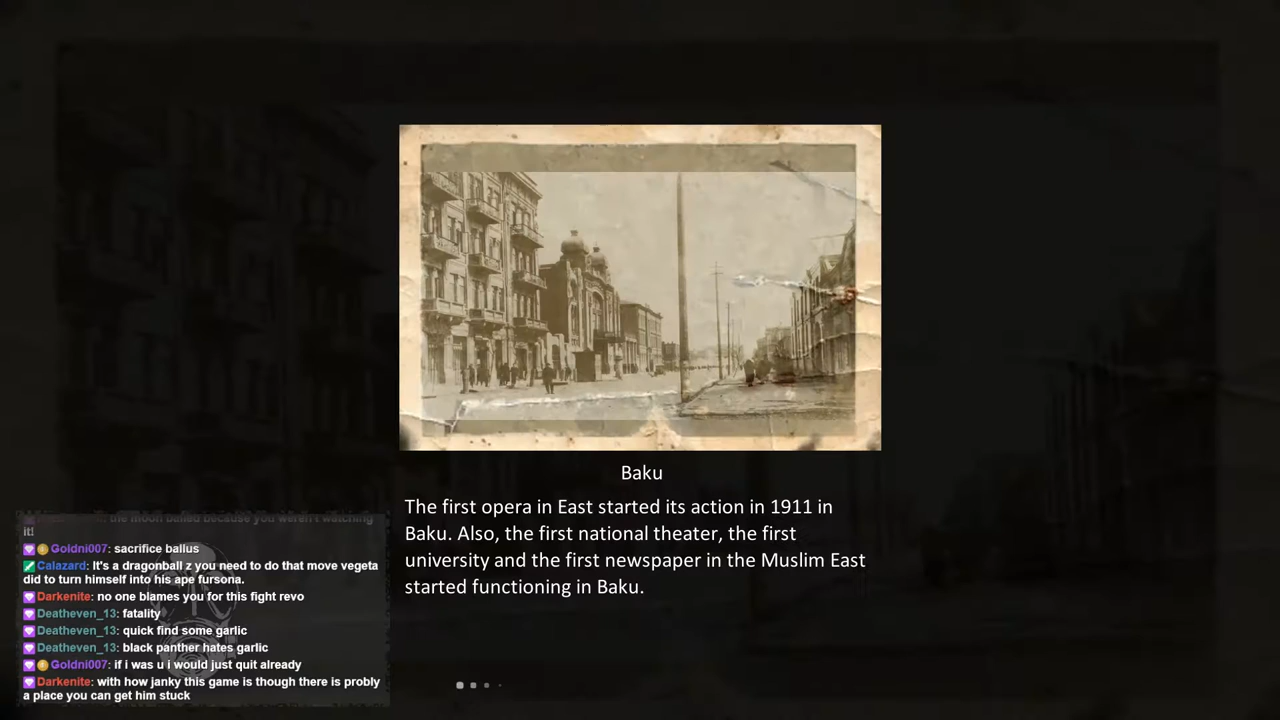 Baku
The first opera in East started its action in 1911 in
Baku. Also, the first national theater, the first
university and the first newspaper in the Muslim East
started functioning in Baku.
the moon bailed because you weren't watching
it!
Goldni007: sacrifice ballus
Calazard: It's a dragonball z you need to do that move vegeta
did to turn himself into his ape fursona.
Darkenite: no one blames you for this fight revo
Deatheven_13: fatality
Deatheven_13: quick find some garlic
Deatheven_13: black panther hates garlic
Goldni007: if i was u i would just quit already
Darkenite: with how janky this game is though there is probly
a place you can get him stuck